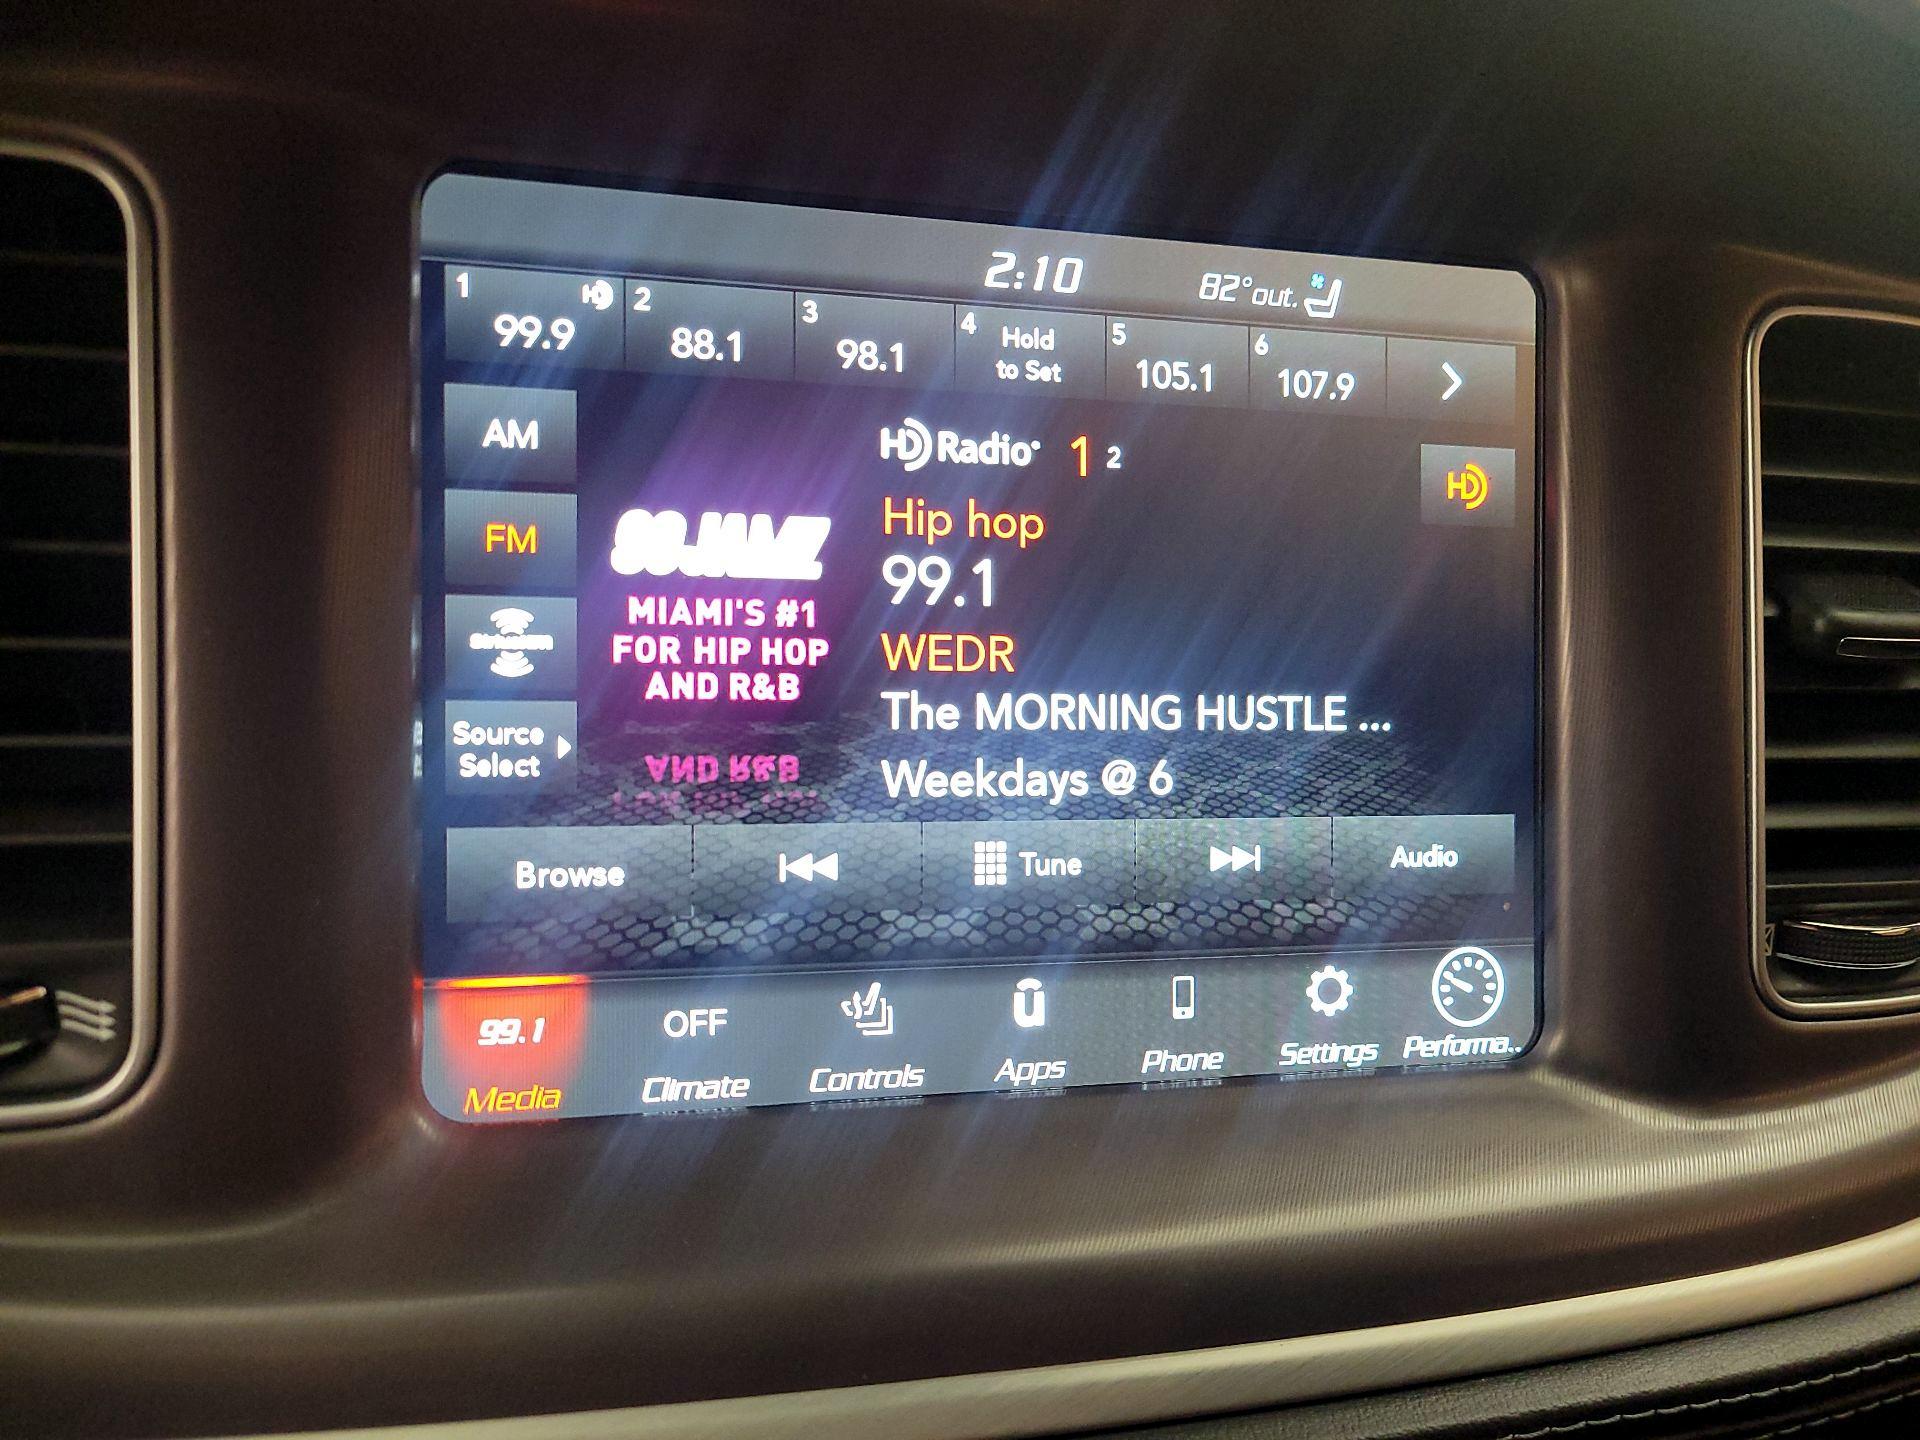 2:10
82°out.
1 HD 99.9
2 88.1
3 98.1
4 Hold to Set
5 105.1
6 107.9
AM
HD Radio 1 2
HD
FM
99JAMZ
MIAMI'S #1
FOR HIP HOP
AND R&B
Hip hop
99.1
WEDR
The MORNING HUSTLE ...
Weekdays @ 6
SIRIUSXM
Source
Select
Browse
Tune
Audio
99.1
Media
OFF
Climate
Controls
Apps
Phone
Settings
Performa..